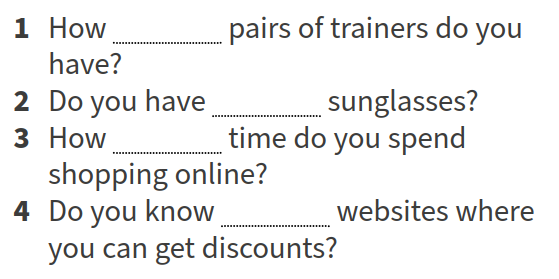 1 How ............ pairs of trainers do you
have?
2 Do you have ............ sunglasses?
3 How ............ time do you spend
shopping online?
4 Do you know ............ websites where
you can get discounts?